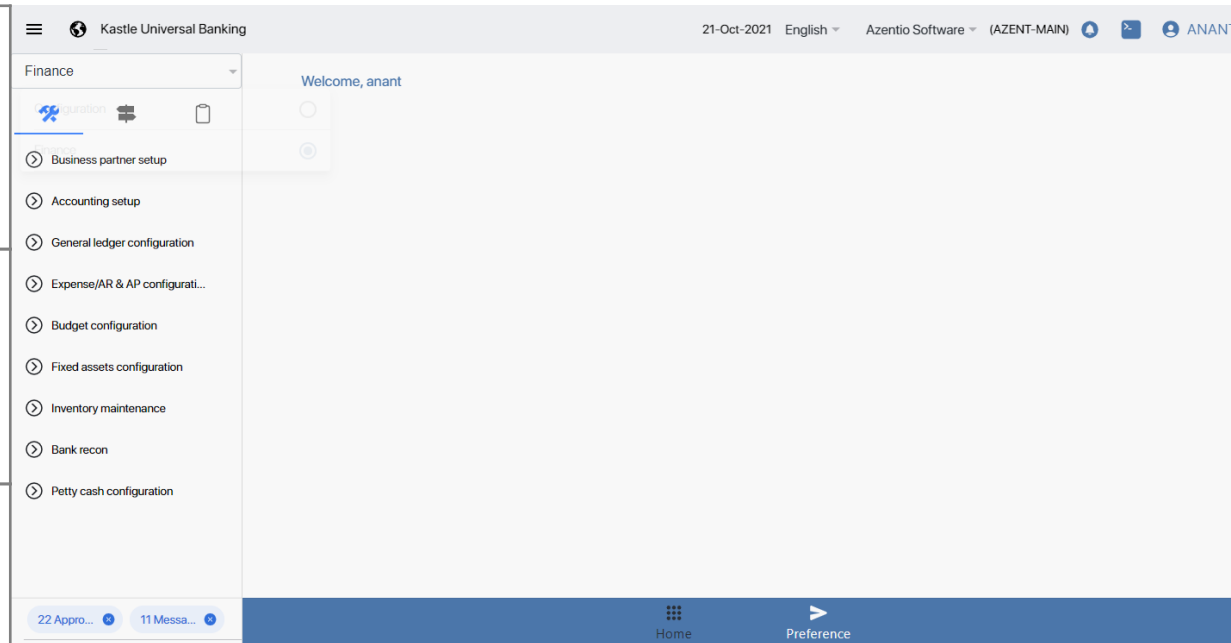 Kastle Universal Banking
21-Oct-2021 English Azentio Software (AZENT-MAIN) ANANT
Finance
Welcome, anant
Configuration
Finance
Business partner setup
Accounting setup
General ledger configuration
Expense/AR & AP configurati...
Budget configuration
Fixed assets configuration
Inventory maintenance
Bank recon
Petty cash configuration
22 Appro... 11 Messa...
Home Preference